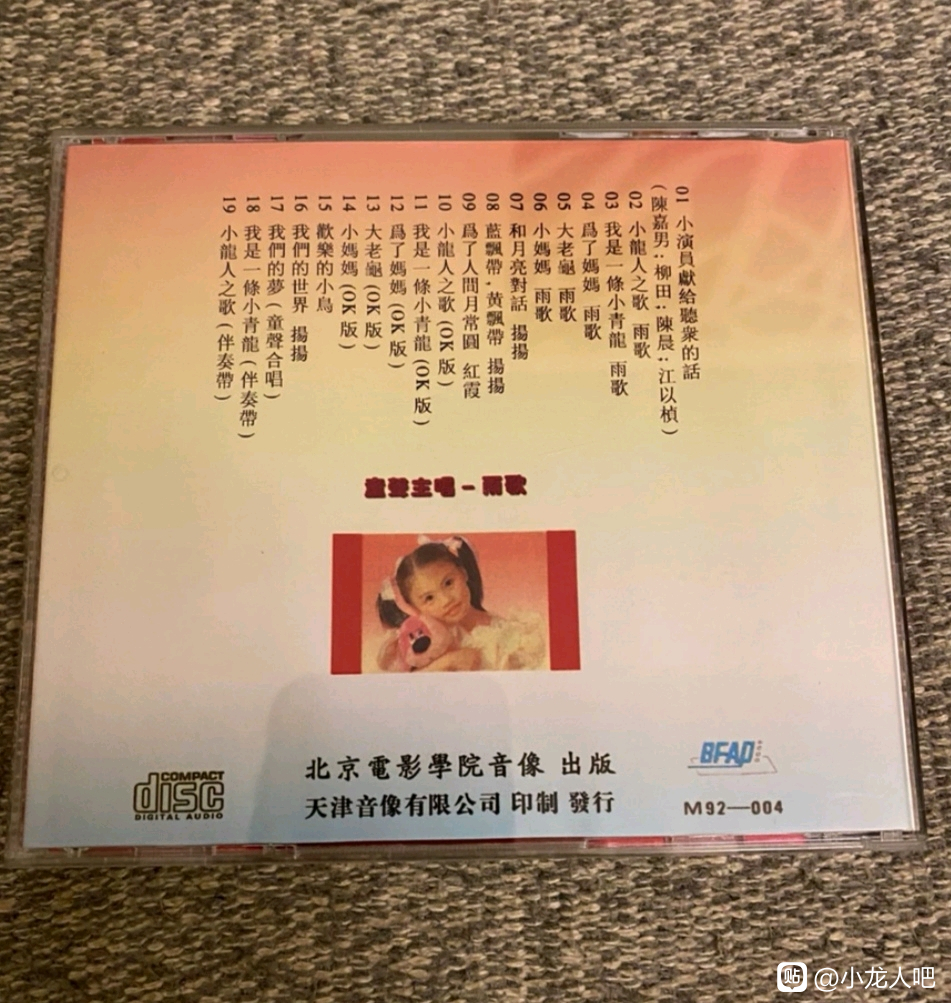 01 小演員獻給聽衆的話
(陳嘉男;柳田;陳晨;江以楨)
02 小龍人之歌 雨歌
03 我是一條小青龍 雨歌
04 爲了媽媽 雨歌
05 大老龜 雨歌
06 小媽媽 雨歌
07 和月亮對話 揚揚
08 藍飄帶,黄飄帶 揚揚
09 爲了人間月常圓 紅霞
10 小龍人之歌(OK版)
11 我是一條小青龍(OK版)
12 爲了媽媽(OK版)
13 大老龜(OK版)
14 小媽媽(OK版)
15 歡樂的小鳥
16 我們的世界 揚揚
17 我們的夢(童聲合唱)
18 我是一條小青龍(伴奏帶)
19 小龍人之歌(伴奏帶)
童聲主唱-雨歌
北京電影學院音像 出版
天津音像有限公司 印制 發行
COMPACT
disc
DIGITAL AUDIO
BFAP
M92—004
贴 @小龙人吧